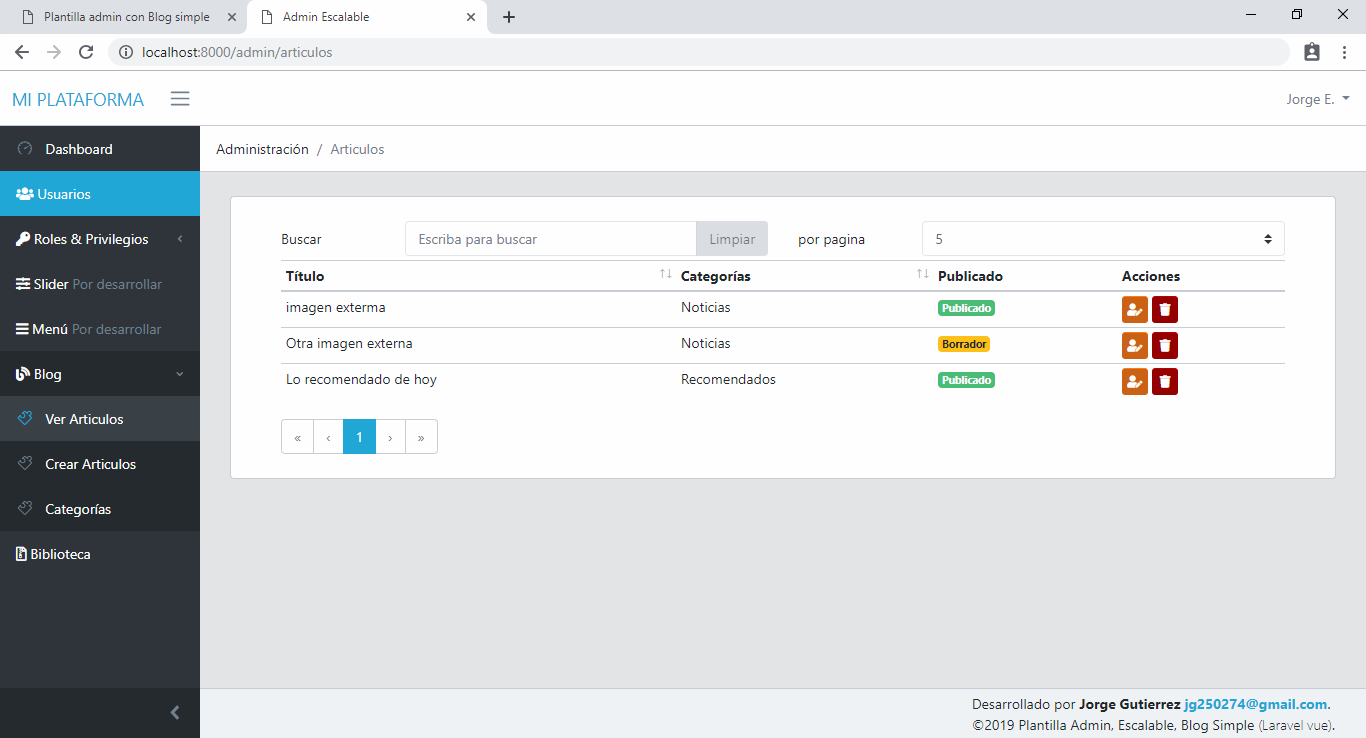 Plantilla admin con Blog simple
Admin Escalable
localhost:8000/admin/articulos
MI PLATAFORMA
Jorge E.
Dashboard
Administración / Articulos
Usuarios
Roles & Privilegios
Slider Por desarrollar
Menú Por desarrollar
Blog
Ver Articulos
Crear Articulos
Categorías
Biblioteca
Buscar Escriba para buscar Limpiar por pagina 5
Título Categorías Publicado Acciones
imagen exterma Noticias Publicado
Otra imagen externa Noticias Borrador
Lo recomendado de hoy Recomendados Publicado
« ‹ 1 › »
Desarrollado por Jorge Gutierrez jg250274@gmail.com.
©2019 Plantilla Admin, Escalable, Blog Simple (Laravel vue).